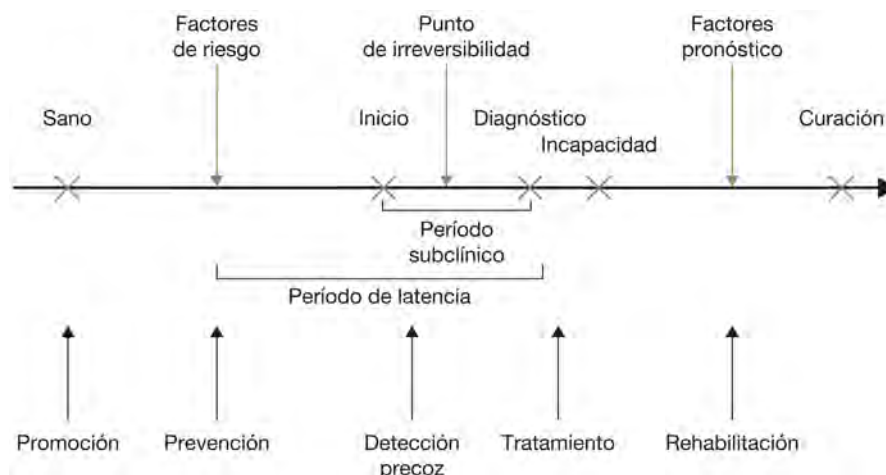 Factores
de riesgo
Punto
de irreversibilidad
Factores
pronóstico
Sano
Inicio
Diagnóstico
Incapacidad
Curación
Período
subclínico
Período de latencia
Promoción
Prevención
Detección
precoz
Tratamiento
Rehabilitación